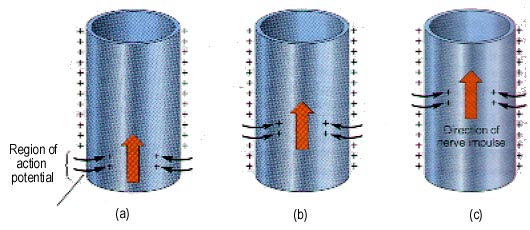 Region of
action
potential
Direction of
nerve impulse
(a)
(b)
(c)